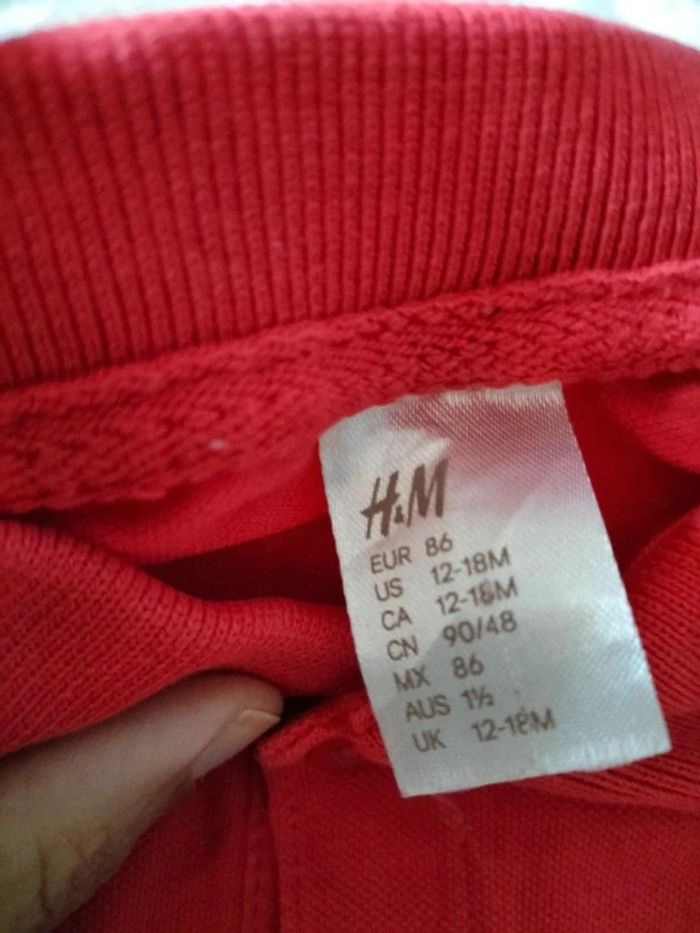 H&M
EUR 86
US 12-18M
CA 12-18M
CN 90/48
MX 86
AUS 1½
UK 12-18M